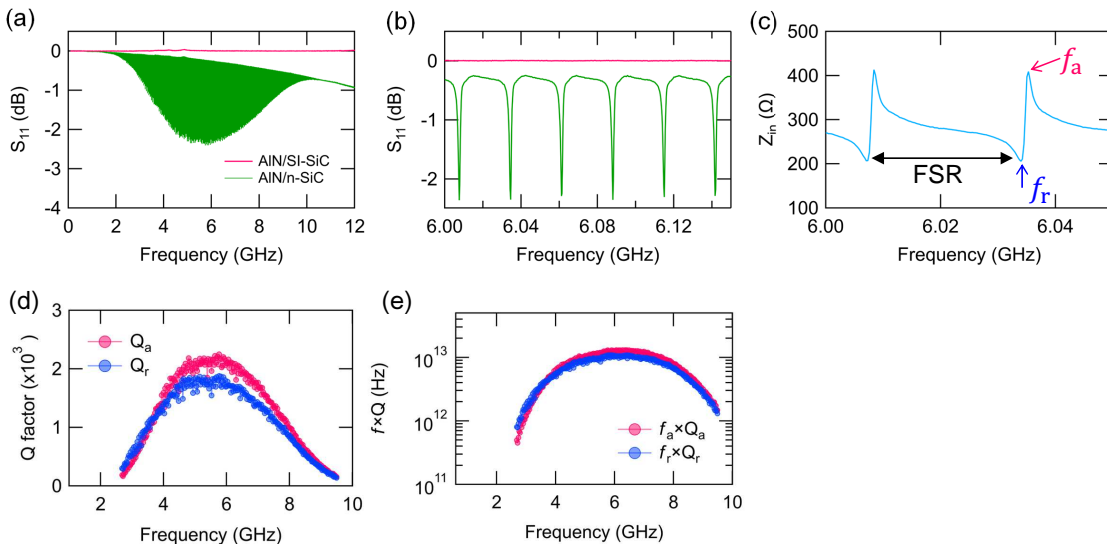 (a)
S11 (dB)
1
0
-1
-2
-3
-4
AlN/SI-SiC
AlN/n-SiC
0 2 4 6 8 10 12
Frequency (GHz)
(b)
S11 (dB)
0
-1
-2
6.00 6.04 6.08 6.12
Frequency (GHz)
(c)
Zin (Ω)
500
400
300
200
100
fa
FSR
fr
6.00 6.02 6.04
Frequency (GHz)
(d)
Q factor (x10^3)
3
2
1
0
Qa
Qr
2 4 6 8 10
Frequency (GHz)
(e)
f×Q (Hz)
10^13
10^12
10^11
fa×Qa
fr×Qr
2 4 6 8 10
Frequency (GHz)